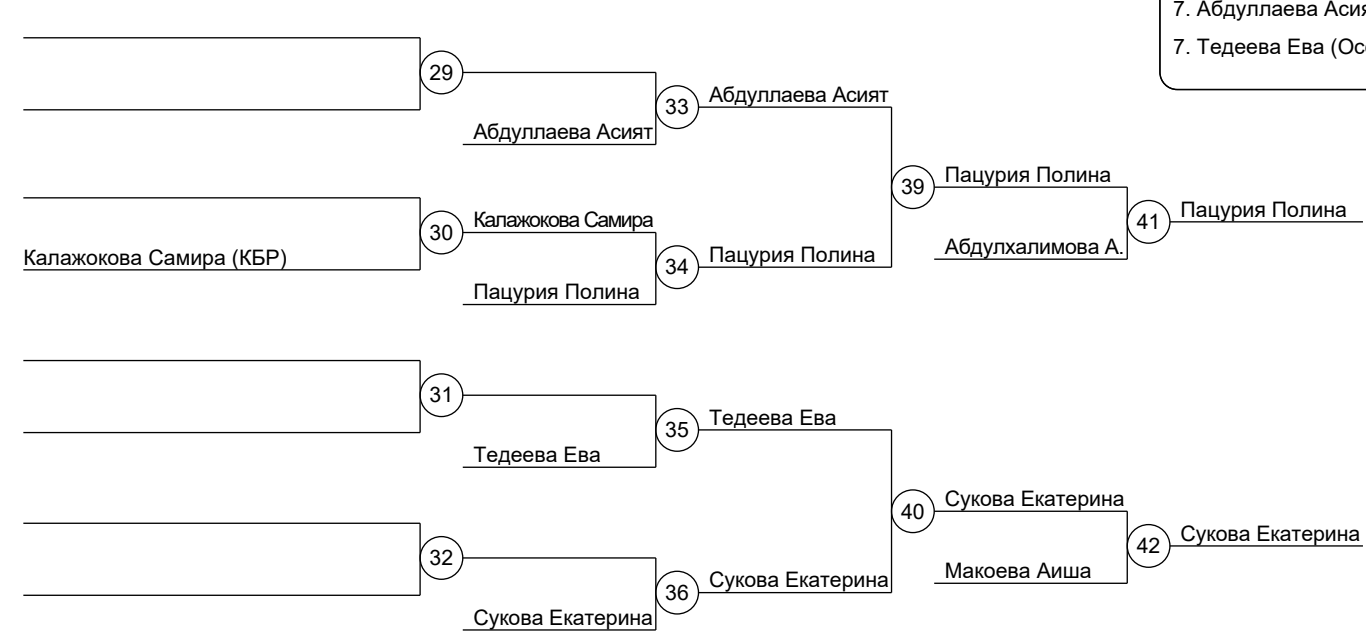 7. Абдуллаева
7. Тедеева Ева
29
33
Абдуллаева Асият
Абдуллаева Асият
39
Пацурия Полина
41
Пацурия Полина
30
Калажокова Самира
Абдулхалимова А.
Калажокова Самира (КБР)
34
Пацурия Полина
Пацурия Полина
31
35
Тедеева Ева
Тедеева Ева
40
Сукова Екатерина
42
Сукова Екатерина
32
Макоева Аиша
36
Сукова Екатерина
Сукова Екатерина